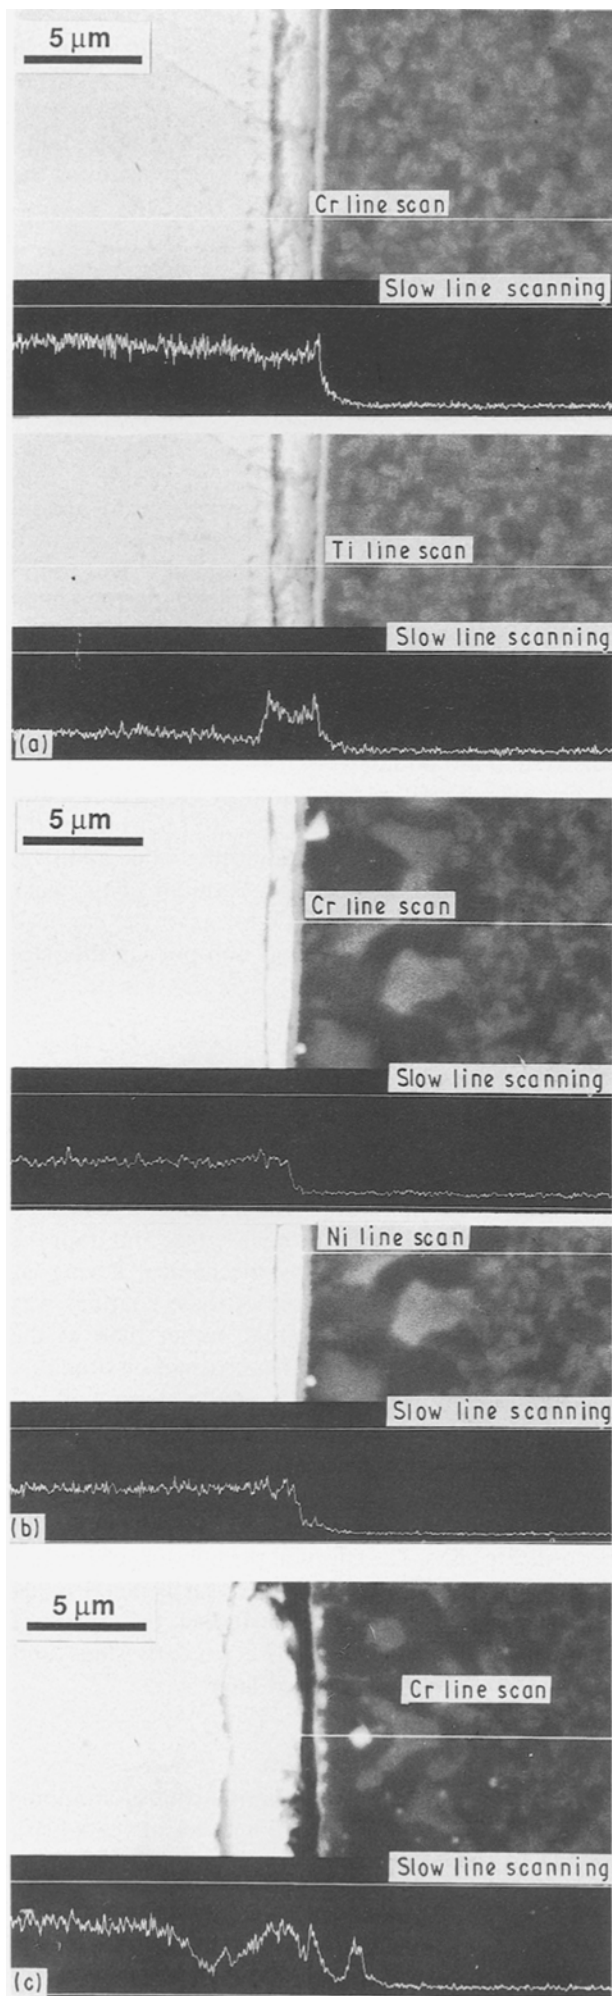 5 µm
Cr line scan
Slow line scanning
Ti line scan
Slow line scanning
(a)
5 µm
Cr line scan
Slow line scanning
Ni line scan
Slow line scanning
(b)
5 µm
Cr line scan
Slow line scanning
(c)